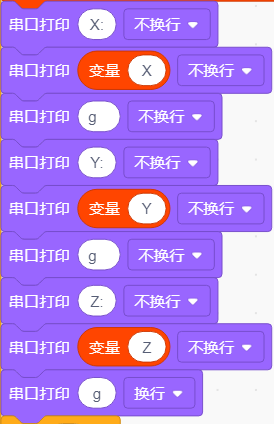 串口打印 X: 不换行
串口打印 变量 X 不换行
串口打印 g 不换行
串口打印 Y: 不换行
串口打印 变量 Y 不换行
串口打印 g 不换行
串口打印 Z: 不换行
串口打印 变量 Z 不换行
串口打印 g 换行